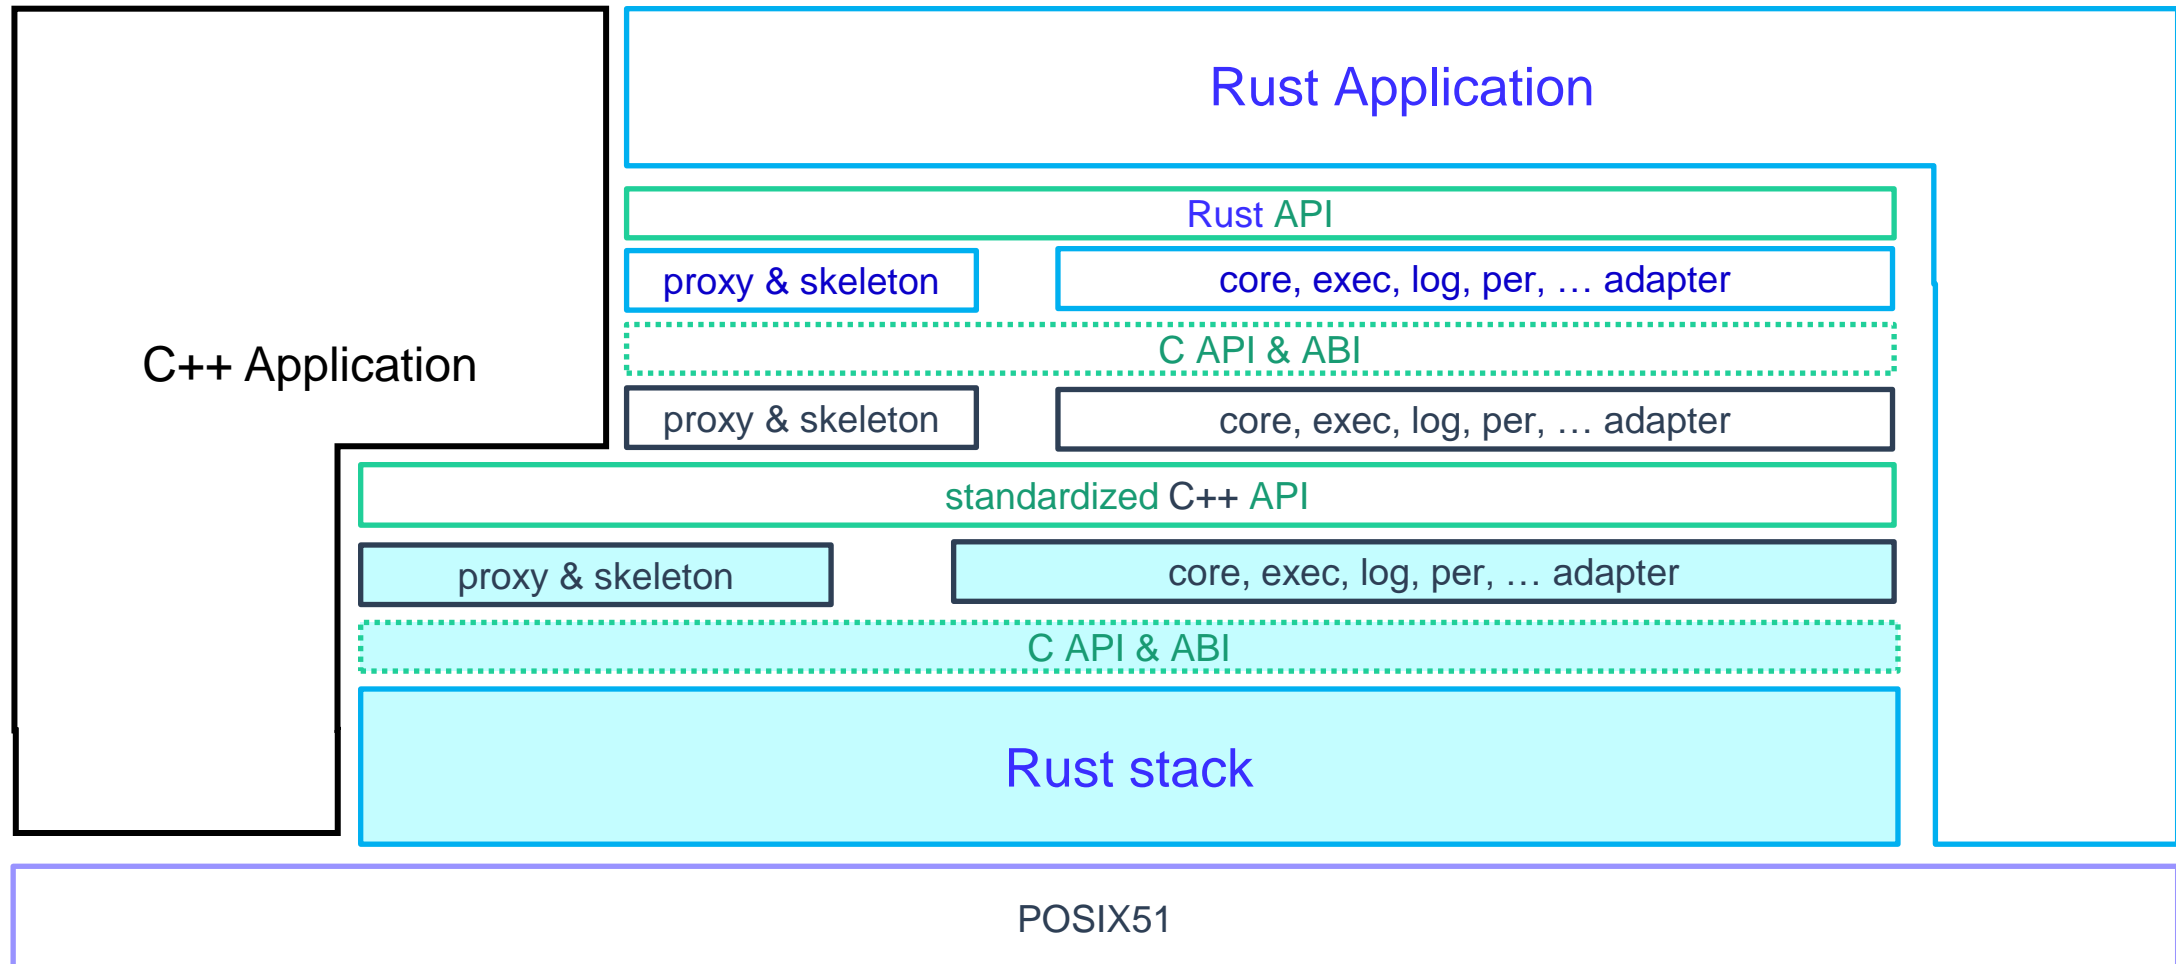 Rust Application
Rust API
proxy & skeleton
core, exec, log, per, … adapter
C API & ABI
C++ Application
proxy & skeleton
core, exec, log, per, … adapter
standardized C++ API
proxy & skeleton
core, exec, log, per, … adapter
C API & ABI
Rust stack
POSIX51